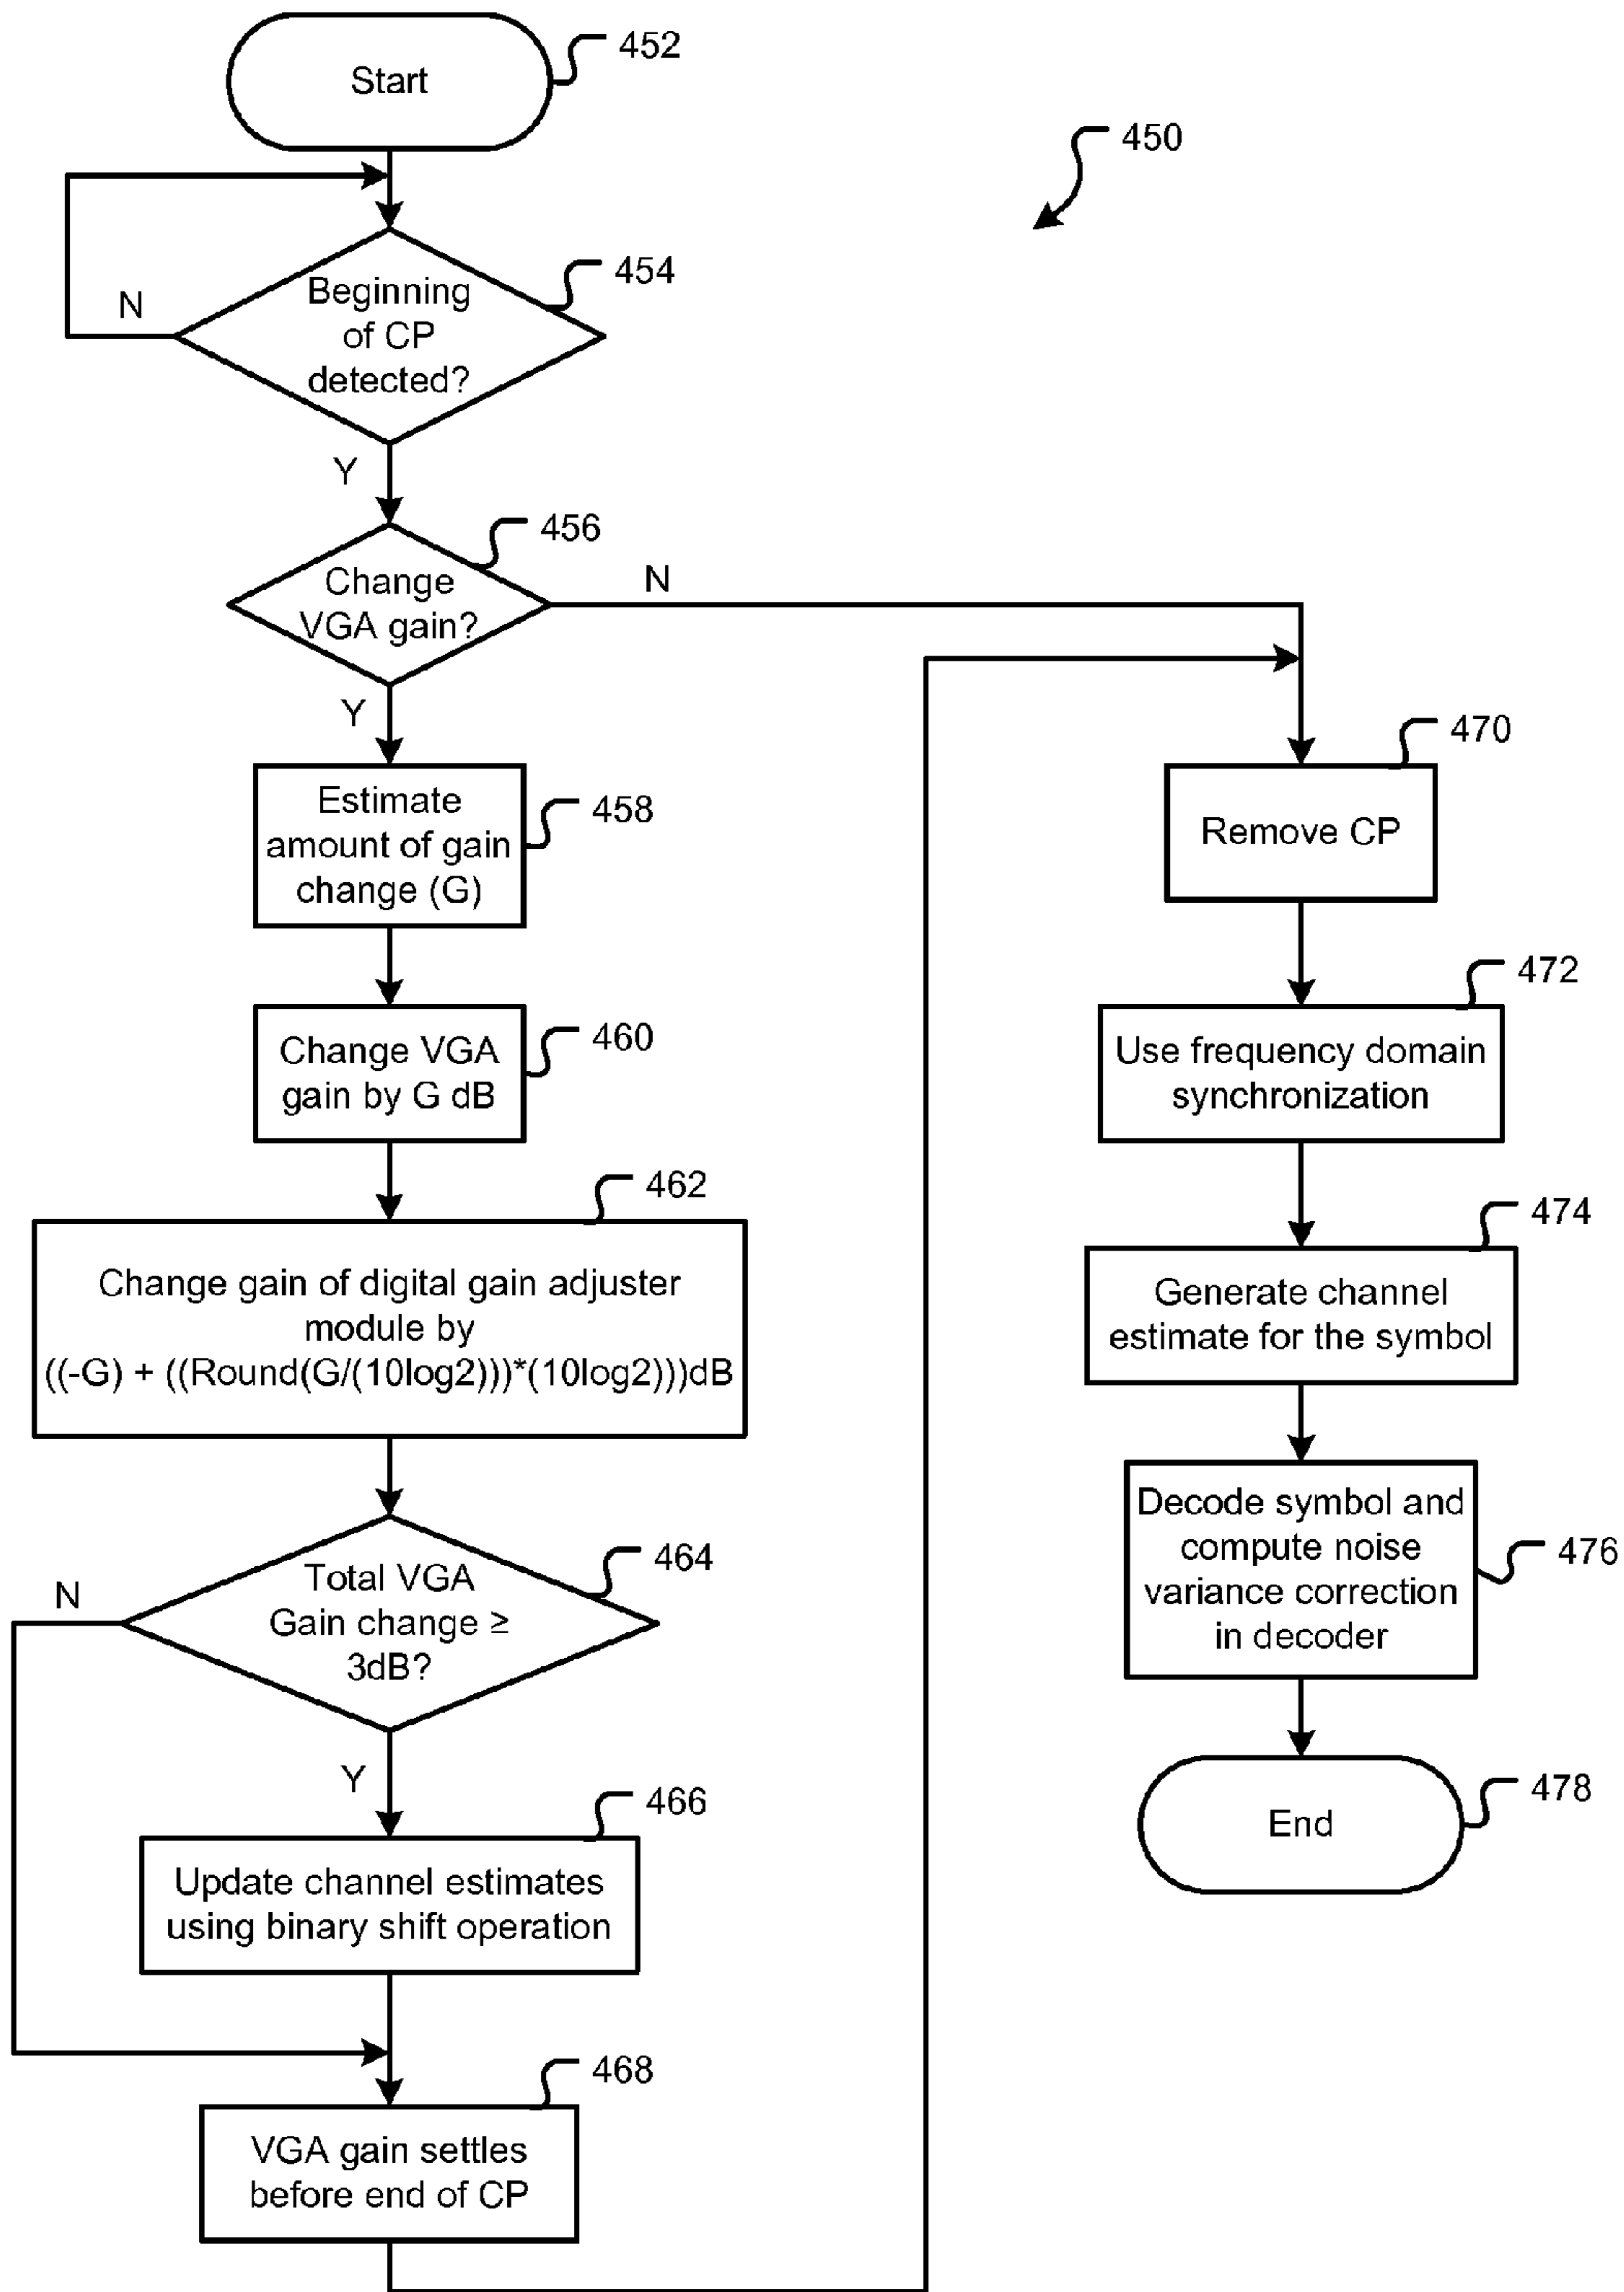 Start
452
450
Beginning
of CP
detected?
454
N
Y
Change
VGA gain?
456
N
Y
Estimate
amount of gain
change (G)
458
Change VGA
gain by G dB
460
Change gain of digital gain adjuster
module by
((-G) + ((Round(G/(10log2)))*(10log2)))dB
462
Total VGA
Gain change ≥
3dB?
464
N
Y
Update channel estimates
using binary shift operation
466
VGA gain settles
before end of CP
468
Remove CP
470
Use frequency domain
synchronization
472
Generate channel
estimate for the symbol
474
Decode symbol and
compute noise
variance correction
in decoder
476
End
478